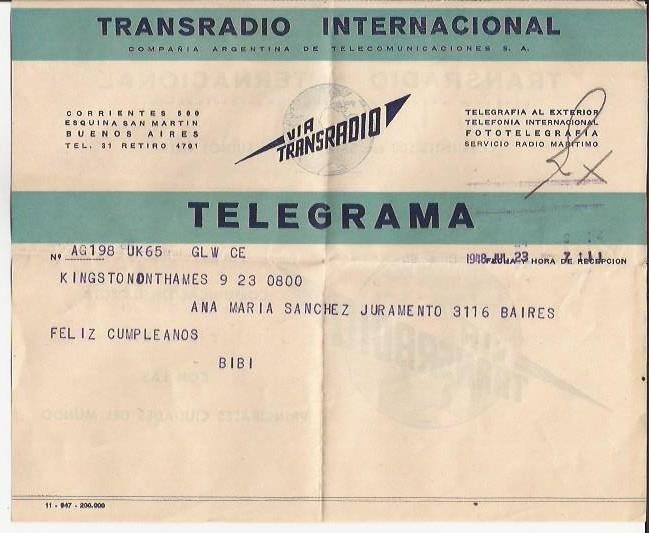 TRANSRADIO INTERNACIONAL
COMPAÑIA ARGENTINA DE TELECOMUNICACIONES S. A.
CORRIENTES 500
ESQUINA SAN MARTIN
BUENOS AIRES
TEL. 31 RETIRO 4701
VIA
TRANSRADIO
TELEGRAFIA AL EXTERIOR
TELEFONIA INTERNACIONAL
FOTOTELEGRAFIA
SERVICIO RADIO MARITIMO
TELEGRAMA
Nº AG198 UK65 GLW CE
1948 JUL 23 7 11
FECHA Y HORA DE RECEPCION
KINGSTONONTHAMES 9 23 0800
ANA MARIA SANCHEZ JURAMENTO 3116 BAIRES
FELIZ CUMPLEANOS
BIBI
11 - 947 - 200.000